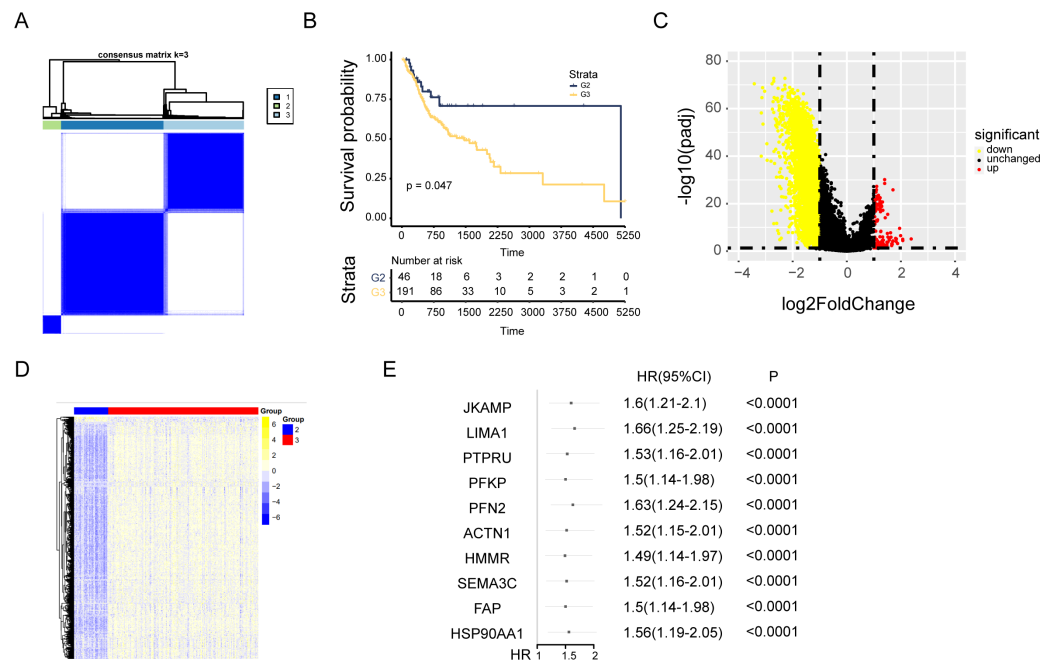 A
consensus matrix k=3
1
2
3
B
Survival probability
1.00
0.75
0.50
0.25
0.00
Strata
G2
G3
p = 0.047
0 750 1500 2250 3000 3750 4500 5250
Time
Number at risk
Strata
G2 46 18 6 3 2 2 1 0
G3 191 86 33 10 5 3 2 1
0 750 1500 2250 3000 3750 4500 5250
Time
C
-log10(padj)
80
60
40
20
0
−4 −2 0 2 4
log2FoldChange
significant
down
unchanged
up
D
Group
6
4
2
0
−2
−4
−6
Group
2
3
E
HR(95%CI) P
JKAMP 1.6(1.21-2.1) <0.0001
LIMA1 1.66(1.25-2.19) <0.0001
PTPRU 1.53(1.16-2.01) <0.0001
PFKP 1.5(1.14-1.98) <0.0001
PFN2 1.63(1.24-2.15) <0.0001
ACTN1 1.52(1.15-2.01) <0.0001
HMMR 1.49(1.14-1.97) <0.0001
SEMA3C 1.52(1.16-2.01) <0.0001
FAP 1.5(1.14-1.98) <0.0001
HSP90AA1 1.56(1.19-2.05) <0.0001
HR 1 1.5 2